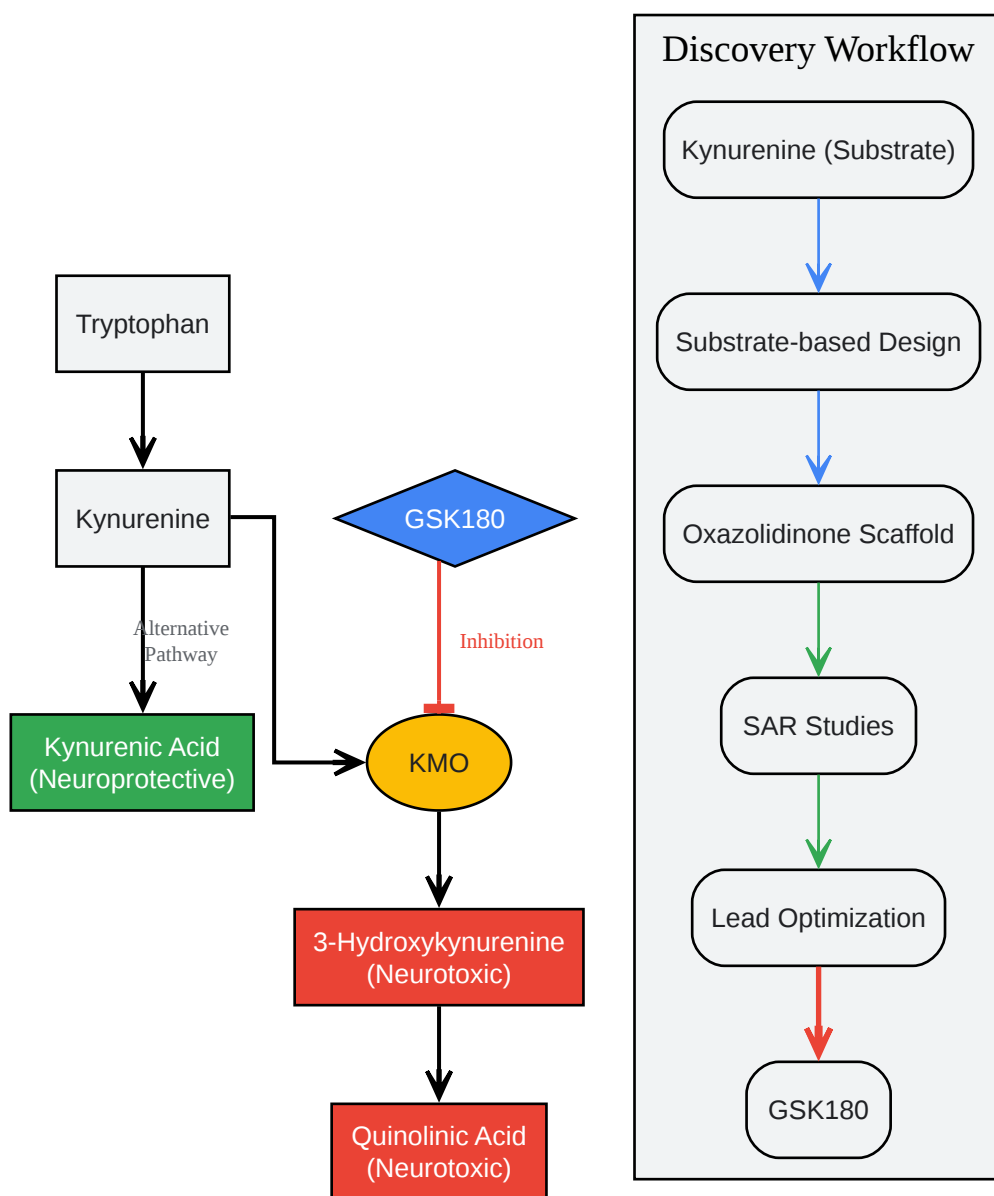 Discovery Workflow
Kynurenine (Substrate)
Substrate-based Design
Oxazolidinone Scaffold
SAR Studies
Lead Optimization
GSK180
Tryptophan
Kynurenine
GSK180
Alternative
Pathway
Inhibition
Kynurenic Acid
(Neuroprotective)
KMO
3-Hydroxykynurenine
(Neurotoxic)
Quinolinic Acid
(Neurotoxic)